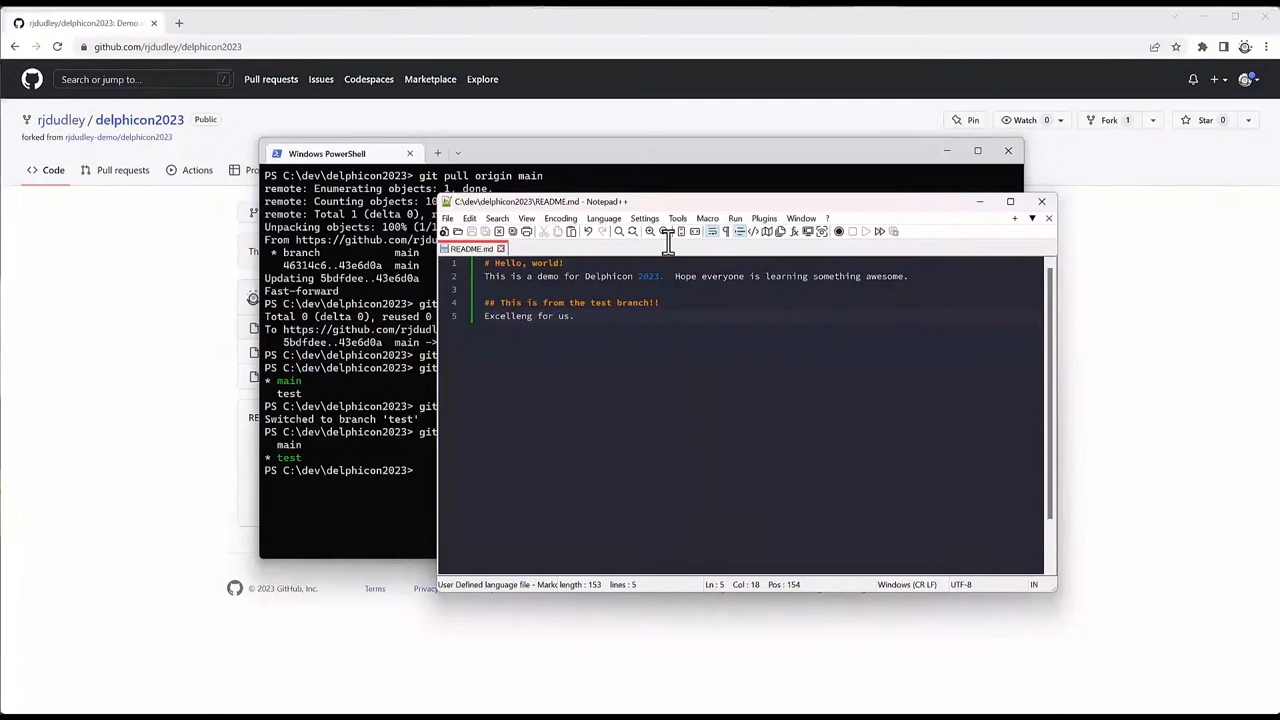 rjdudley/delphicon2023: Demo
github.com/rjdudley/delphicon2023
Search or jump to... /
Pull requests Issues Codespaces Marketplace Explore
rjdudley / delphicon2023 Public
forked from rjdudley-demo/delphicon2023
Pin Watch 0 Fork 1 Star 0
Code Pull requests Actions
Windows PowerShell
PS C:\dev\delphicon2023> git pull origin main
remote: Enumerating objects: 1, done.
remote: Counting objects: 10
remote: Total 1 (delta 0), reu
Unpacking objects: 100% (1/1
From https://github.com/rjdu
* branch main
46314c6..43e6d0a main
Updating 5bdfdee..43e6d0a
Fast-forward
PS C:\dev\delphicon2023> git
Total 0 (delta 0), reused 0
To https://github.com/rjdudl
5bdfdee..43e6d0a main ->
PS C:\dev\delphicon2023> git
PS C:\dev\delphicon2023> git
* main
test
PS C:\dev\delphicon2023> git
Switched to branch 'test'
PS C:\dev\delphicon2023> git
main
* test
PS C:\dev\delphicon2023>
C:\dev\delphicon2023\README.md - Notepad++
File Edit Search View Encoding Language Settings Tools Macro Run Plugins Window ?
README.md
1 # Hello, world!
2 This is a demo for Delphicon 2023. Hope everyone is learning something awesome.
3
4 ## This is from the test branch!!
5 Excelleng for us.
User Defined language file - Markc length : 153 lines : 5 Ln : 5 Col : 18 Pos : 154 Windows (CR LF) UTF-8 IN
© 2023 GitHub, Inc. Terms Privacy